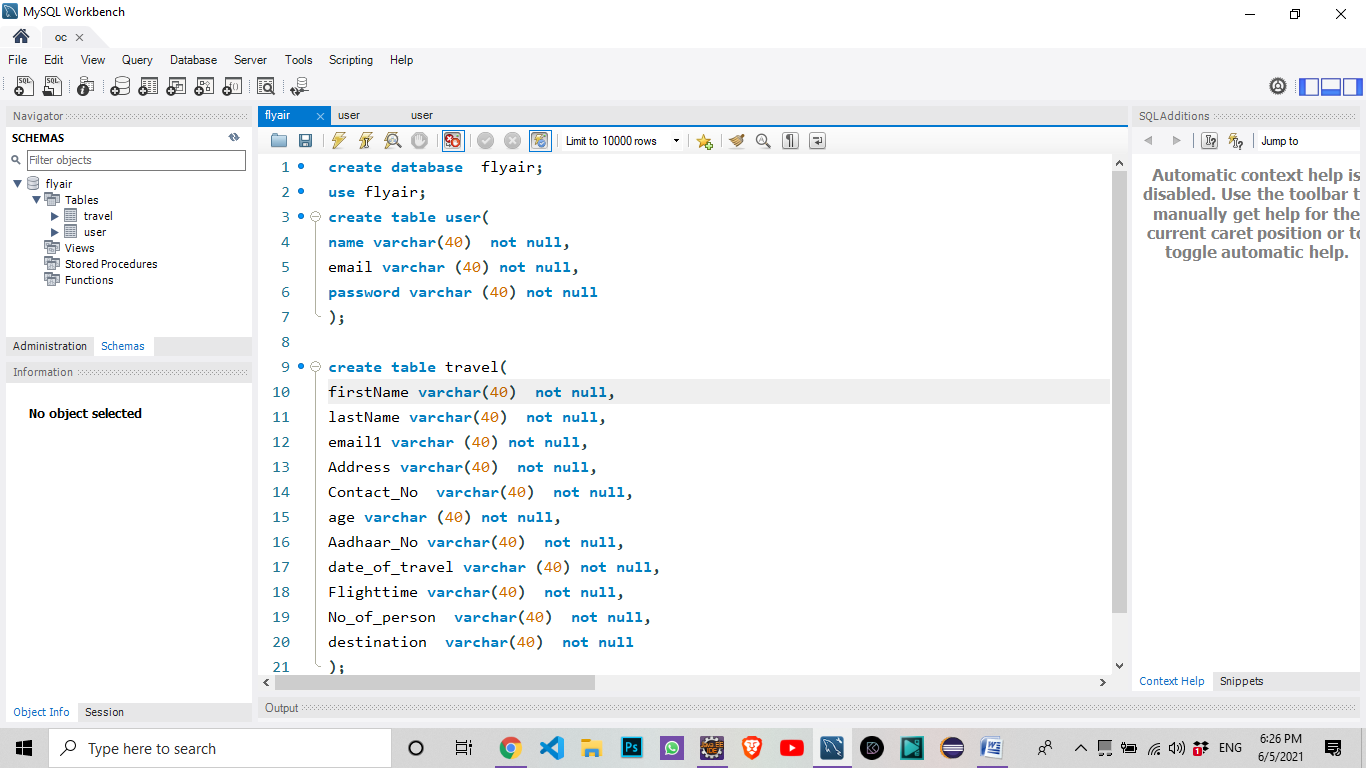 MySQL Workbench
oc
File Edit View Query Database Server Tools Scripting Help
Navigator
SCHEMAS
Filter objects
flyair
Tables
travel
user
Views
Stored Procedures
Functions
Administration Schemas
Information
No object selected
Object Info Session
flyair user user
Limit to 10000 rows
1 create database  flyair;
2 use flyair;
3 create table user(
4 name varchar(40)  not null,
5 email varchar (40) not null,
6 password varchar (40) not null
7 );
8
9 create table travel(
10 firstName varchar(40)  not null,
11 lastName varchar(40)  not null,
12 email1 varchar (40) not null,
13 Address varchar(40)  not null,
14 Contact_No  varchar(40)  not null,
15 age varchar (40) not null,
16 Aadhaar_No varchar(40)  not null,
17 date_of_travel varchar (40) not null,
18 Flighttime varchar(40)  not null,
19 No_of_person  varchar(40)  not null,
20 destination  varchar(40)  not null
21 );
Output
SQLAdditions
Jump to
Automatic context help is
disabled. Use the toolbar t
manually get help for the
current caret position or to
toggle automatic help.
Context Help Snippets
Type here to search
ENG
6:26 PM
6/5/2021